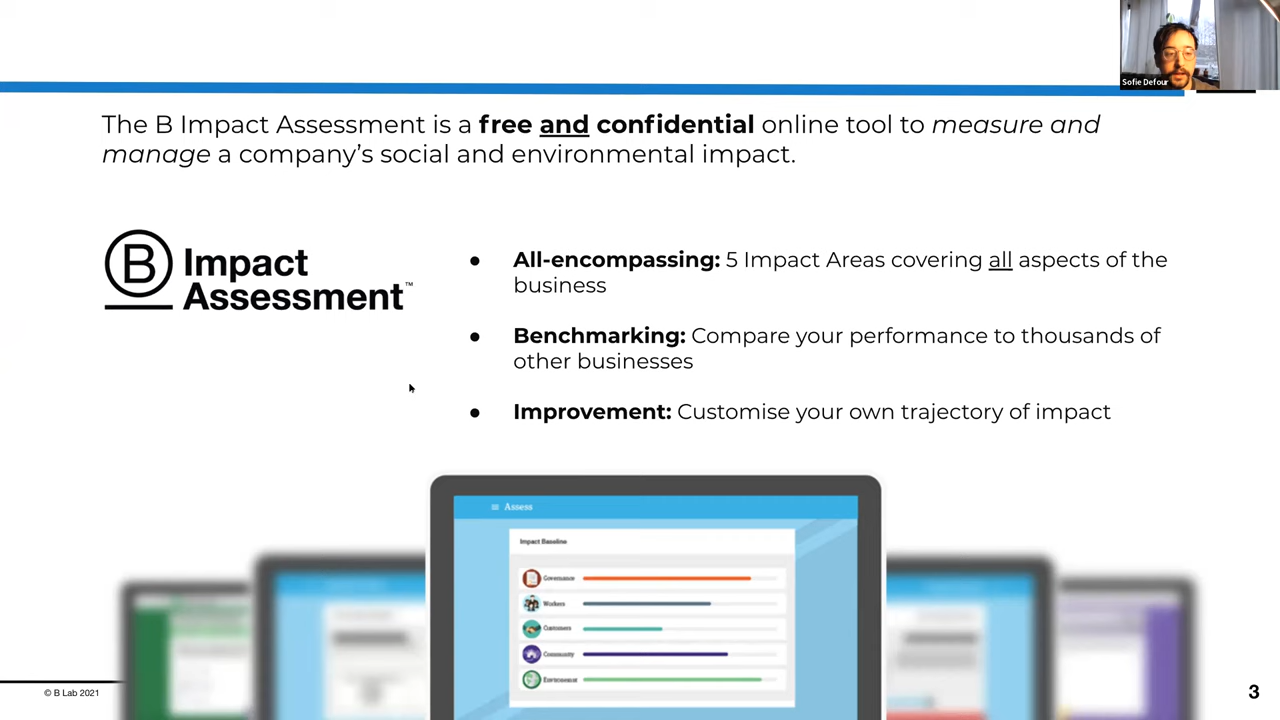 Sofie Defour
The B Impact Assessment is a free and confidential online tool to measure and
manage a company's social and environmental impact.
B Impact
Assessment™
● All-encompassing: 5 Impact Areas covering all aspects of the
business
● Benchmarking: Compare your performance to thousands of
other businesses
● Improvement: Customise your own trajectory of impact
Assess
Impact Baseline
Governance
Workers
Customers
Community
Environment
© B Lab 2021
3